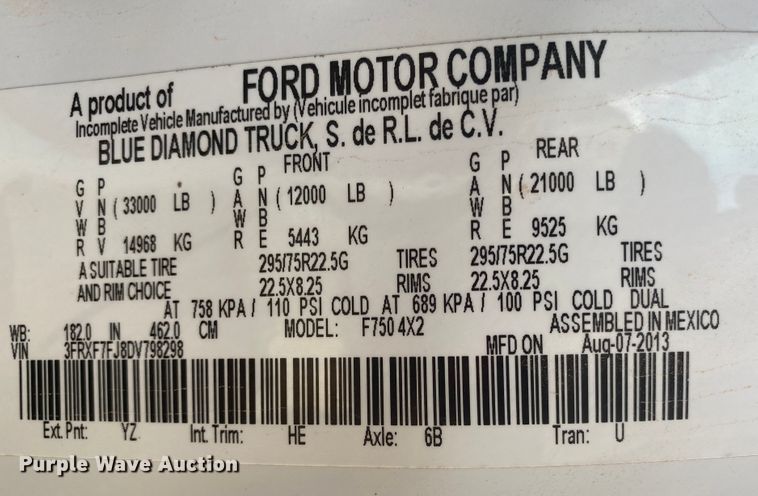 A product of FORD MOTOR COMPANY
Incomplete Vehicle Manufactured by (Vehicule incomplet fabrique par)
BLUE DIAMOND TRUCK, S. de R.L. de C.V.
FRONT REAR
G P G P G P
V N ( 33000 LB ) A N ( 12000 LB ) A N ( 21000 LB )
W B W B W B
R V 14968 KG R E 5443 KG R E 9525 KG
A SUITABLE TIRE 295/75R22.5G TIRES 295/75R22.5G TIRES
AND RIM CHOICE 22.5X8.25 RIMS 22.5X8.25 RIMS
AT 758 KPA / 110 PSI COLD AT 689 KPA / 100 PSI COLD DUAL
WB: 182.0 IN 462.0 CM MODEL: F750 4X2 ASSEMBLED IN MEXICO
VIN 3FRXF7FJ8DV798298 MFD ON Aug-07-2013
Ext. Pnt: YZ Int. Trim: HE Axle: 6B Tran: U
Purple Wave Auction